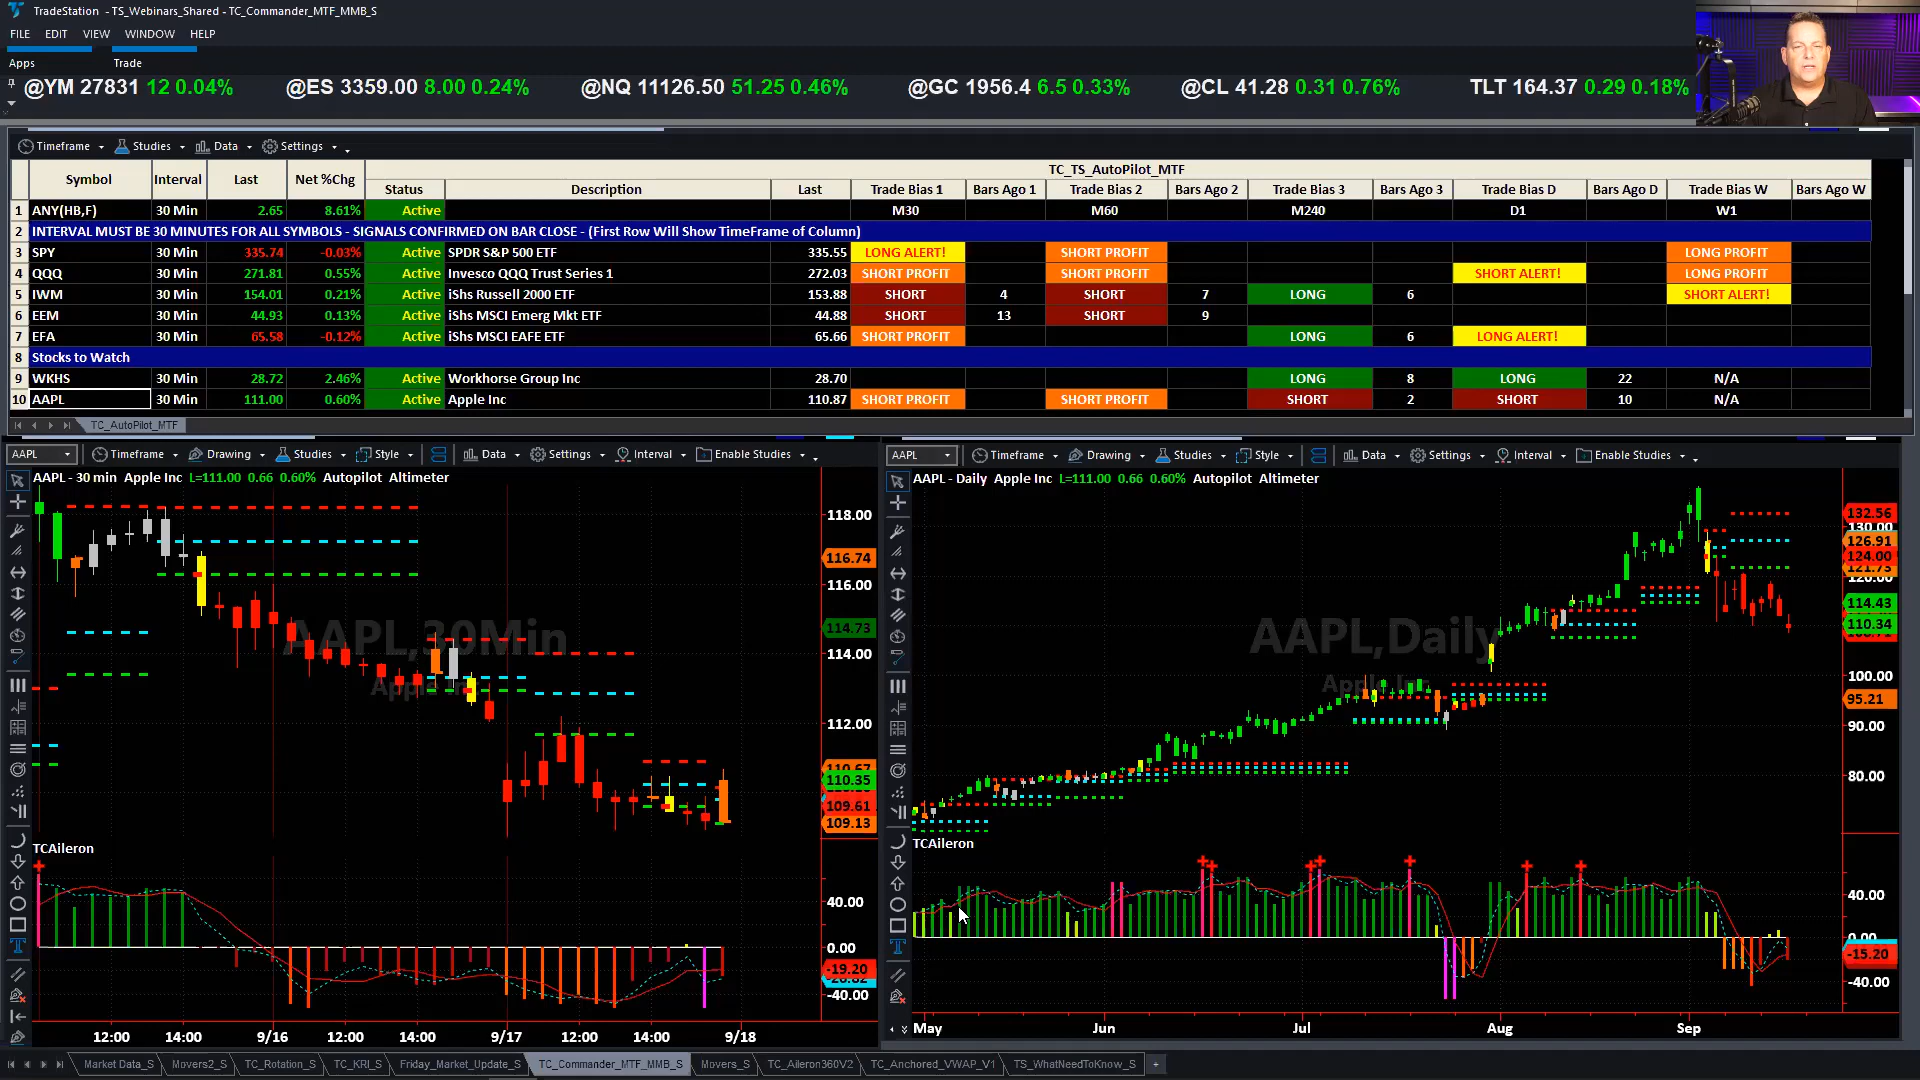 TradeStation - TS_Webinars_Shared - TC_Commander_MTF_MMB_S
FILE EDIT VIEW WINDOW HELP
Apps Trade
@YM 27831 12 0.04% @ES 3359.00 8.00 0.24% @NQ 11126.50 51.25 0.46% @GC 1956.4 6.5 0.33% @CL 41.28 0.31 0.76% TLT 164.37 0.29 0.18%
Timeframe Studies Data Settings
TC_TS_AutoPilot_MTF
Symbol Interval Last Net %Chg Status Description Last Trade Bias 1 Bars Ago 1 Trade Bias 2 Bars Ago 2 Trade Bias 3 Bars Ago 3 Trade Bias D Bars Ago D Trade Bias W Bars Ago W
1 ANY(HB,F) 30 Min 2.65 8.61% Active M30 M60 M240 D1 W1
2 INTERVAL MUST BE 30 MINUTES FOR ALL SYMBOLS - SIGNALS CONFIRMED ON BAR CLOSE - (First Row Will Show TimeFrame of Column)
3 SPY 30 Min 335.74 -0.03% Active SPDR S&P 500 ETF 335.55 LONG ALERT! SHORT PROFIT LONG PROFIT
4 QQQ 30 Min 271.81 0.55% Active Invesco QQQ Trust Series 1 272.03 SHORT PROFIT SHORT PROFIT SHORT ALERT! LONG PROFIT
5 IWM 30 Min 154.01 0.21% Active iShs Russell 2000 ETF 153.88 SHORT 4 SHORT 7 LONG 6 SHORT ALERT!
6 EEM 30 Min 44.93 0.13% Active iShs MSCI Emerg Mkt ETF 44.88 SHORT 13 SHORT 9
7 EFA 30 Min 65.58 -0.12% Active iShs MSCI EAFE ETF 65.66 SHORT PROFIT LONG 6 LONG ALERT!
8 Stocks to Watch
9 WKHS 30 Min 28.72 2.46% Active Workhorse Group Inc 28.70 LONG 8 LONG 22 N/A
10 AAPL 30 Min 111.00 0.60% Active Apple Inc 110.87 SHORT PROFIT SHORT PROFIT SHORT 2 SHORT 10 N/A
TC_AutoPilot_MTF
AAPL Timeframe Drawing Studies Style Data Settings Interval Enable Studies
AAPL - 30 min Apple Inc L=111.00 0.66 0.60% Autopilot Altimeter
AAPL,30Min
118.00
116.74
116.00
114.73
114.00
112.00
110.35
109.61
109.13
TCAileron
40.00
0.00
-19.20
-40.00
12:00 14:00 9/16 12:00 14:00 9/17 12:00 14:00 9/18
AAPL Timeframe Drawing Studies Style Data Settings Interval Enable Studies
AAPL - Daily Apple Inc L=111.00 0.66 0.60% Autopilot Altimeter
AAPL,Daily
132.56
126.91
124.00
114.43
110.34
100.00
95.21
90.00
80.00
TCAileron
40.00
-15.20
-40.00
May Jun Jul Aug Sep
Market Data_S Movers2_S TC_Rotation_S TC_KRI_S Friday_Market_Update_S TC_Commander_MTF_MMB_S Movers_S TC_Aileron360V2 TC_Anchored_VWAP_V1 TS_WhatNeedToKnow_S +